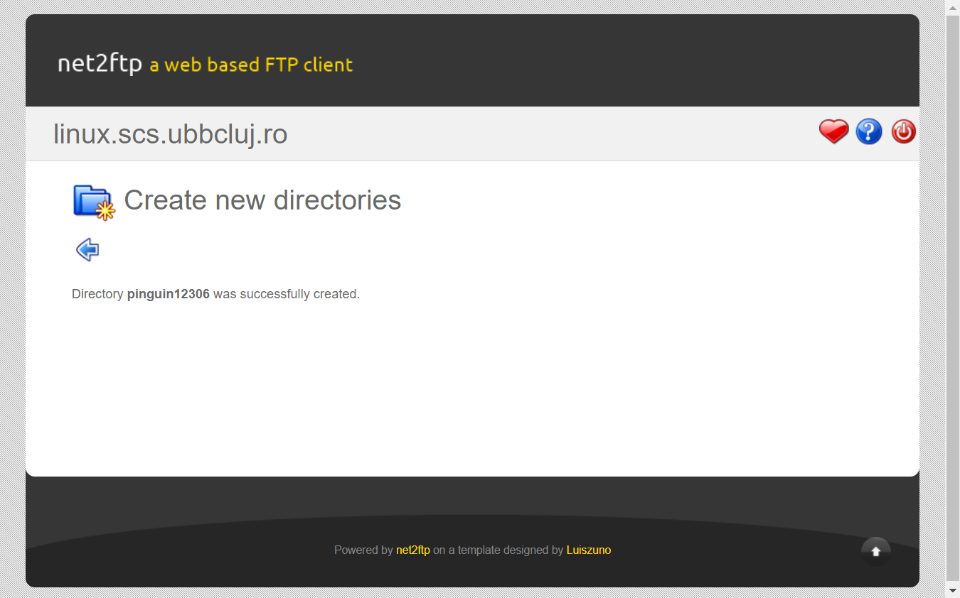 net2ftp a web based FTP client
linux.scs.ubbcluj.ro
Create new directories
Directory pinguin12306 was successfully created.
Powered by net2ftp on a template designed by Luiszuno